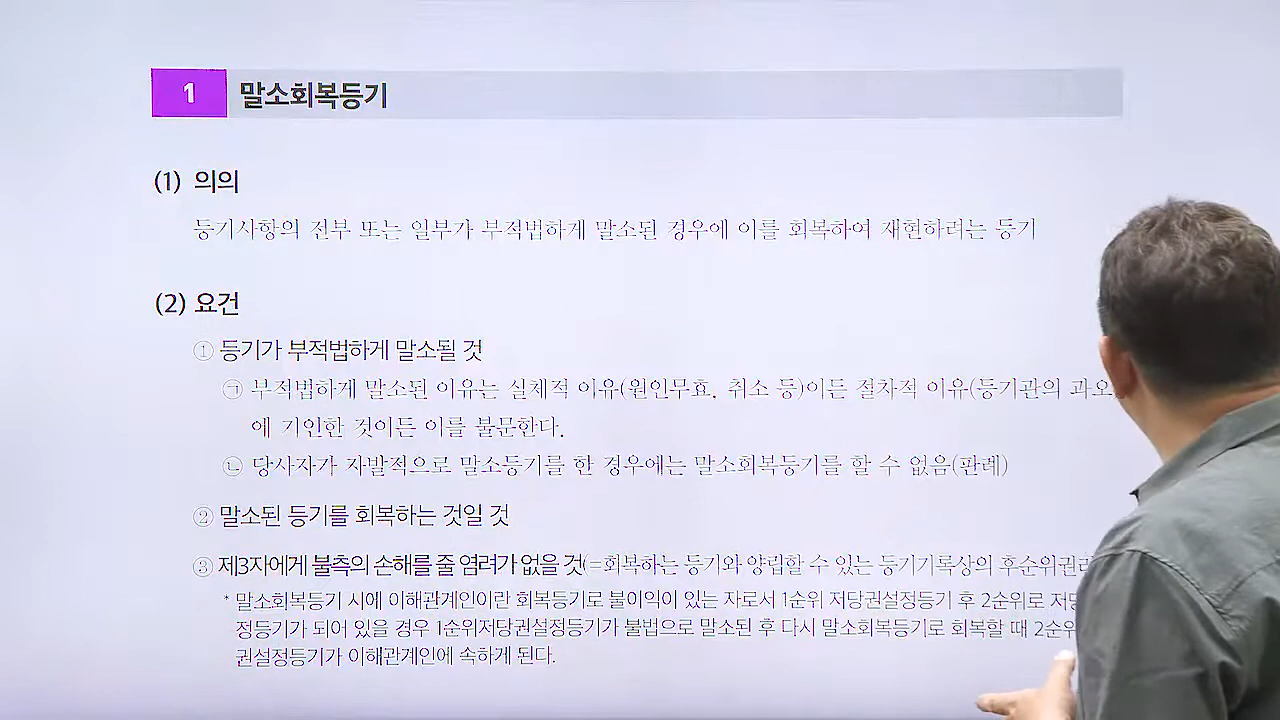 1 말소회복등기
(1) 의의
등기사항의 전부 또는 일부가 부적법하게 말소된 경우에 이를 회복하여 재현하려는 등기
(2) 요건
① 등기가 부적법하게 말소될 것
㉠ 부적법하게 말소된 이유는 실체적 이유(원인무효, 취소 등)이든 절차적 이유(등기관의 과오
에 기인한 것이든 이를 불문한다.
㉡ 당사자가 자발적으로 말소등기를 한 경우에는 말소회복등기를 할 수 없음(판례)
② 말소된 등기를 회복하는 것일 것
③ 제3자에게 불측의 손해를 줄 염려가 없을 것(=회복하는 등기와 양립할 수 있는 등기기록상의 후순위권리
* 말소회복등기 시에 이해관계인이란 회복등기로 불이익이 있는 자로서 1순위 저당권설정등기 후 2순위로 저당
정등기가 되어 있을 경우 1순위저당권설정등기가 불법으로 말소된 후 다시 말소회복등기로 회복할 때 2순위
권설정등기가 이해관계인에 속하게 된다.